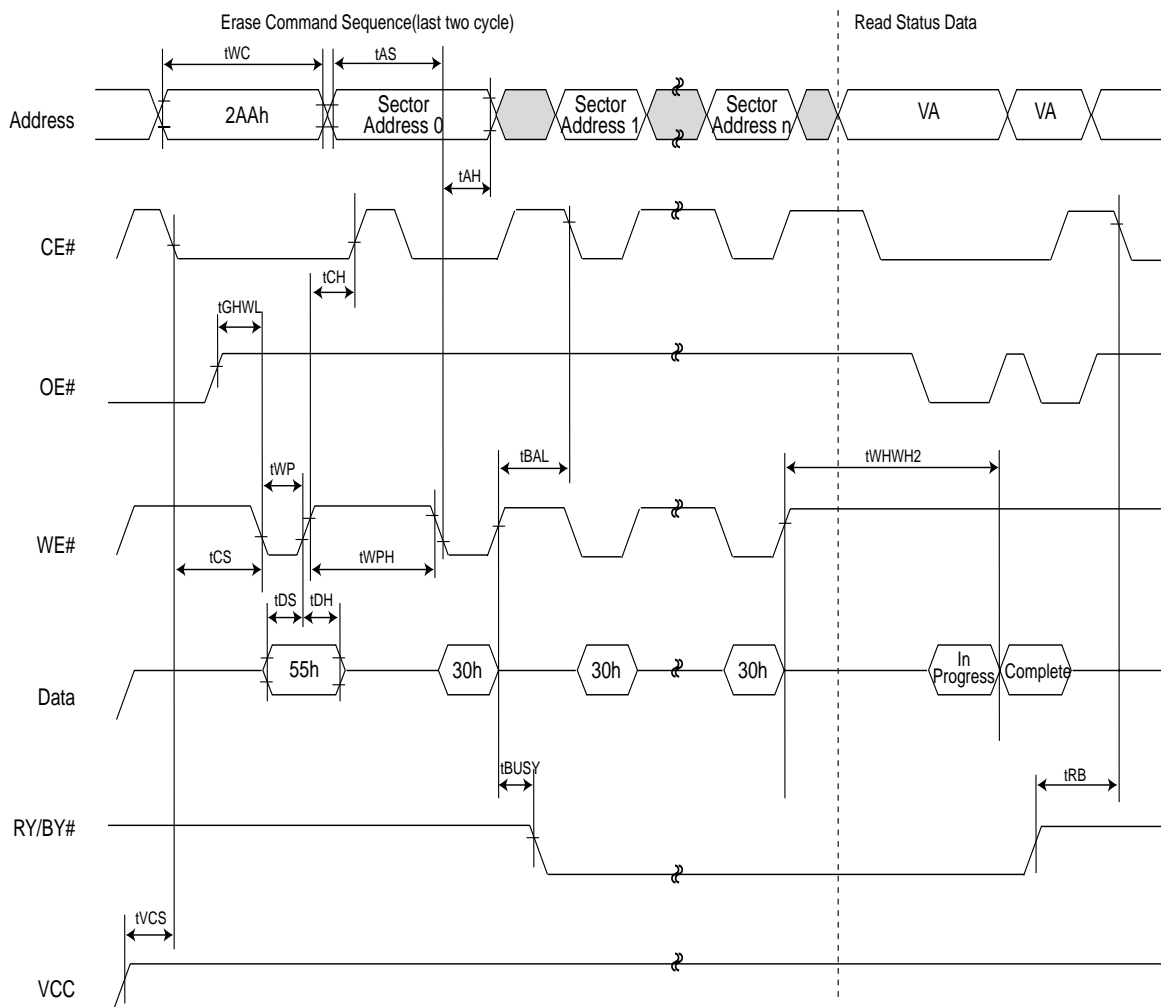 Erase Command Sequence(last two cycle)
Read Status Data
tWC
tAS
Address
2AAh
Sector
Address 0
Sector
Address 1
Sector
Address n
VA
VA
tAH
CE#
tCH
tGHWL
OE#
tBAL
tWHWH2
tWP
WE#
tCS
tWPH
tDS
tDH
Data
55h
30h
30h
30h
In
Progress
Complete
tBUSY
tRB
RY/BY#
tVCS
VCC